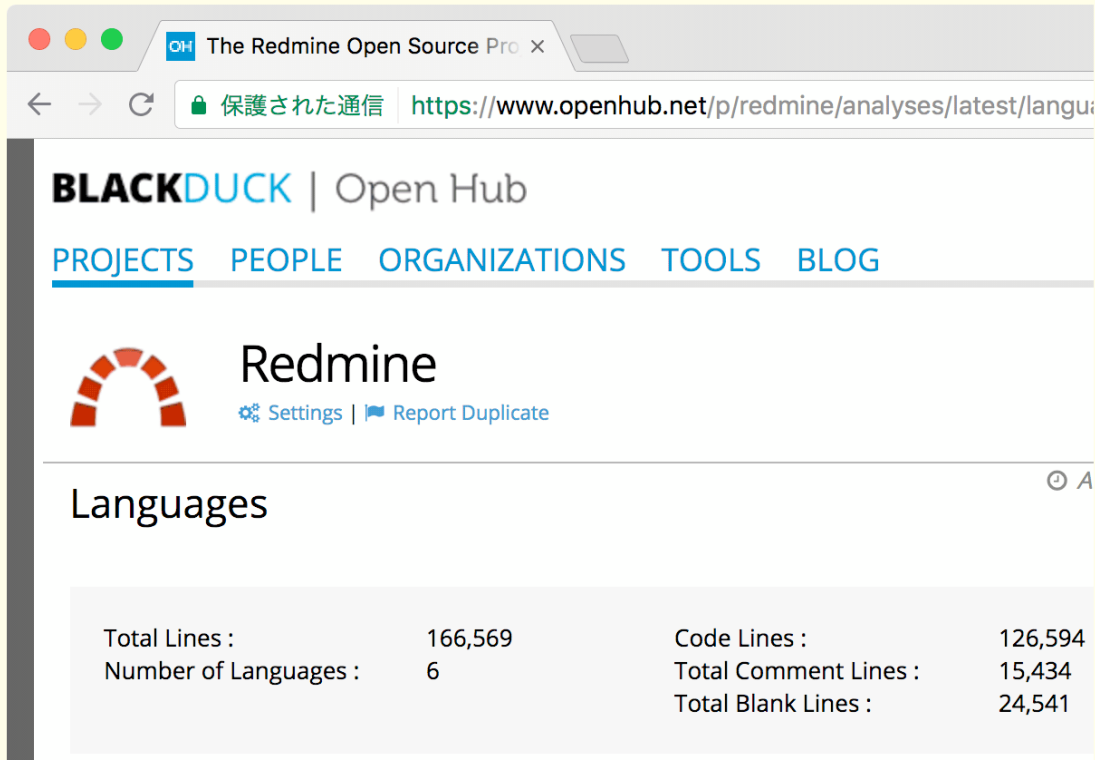 OH The Redmine Open Source Pro
保護された通信 https://www.openhub.net/p/redmine/analyses/latest/langua
BLACKDUCK | Open Hub
PROJECTS PEOPLE ORGANIZATIONS TOOLS BLOG
Redmine
Settings | Report Duplicate
A
Languages
Total Lines : 166,569 Code Lines : 126,594
Number of Languages : 6 Total Comment Lines : 15,434
Total Blank Lines : 24,541